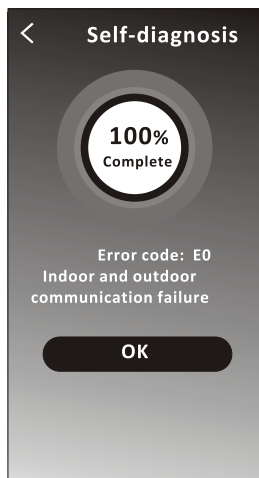 Self-diagnosis
100%
Complete
Error code: E0
Indoor and outdoor
communication failure
OK